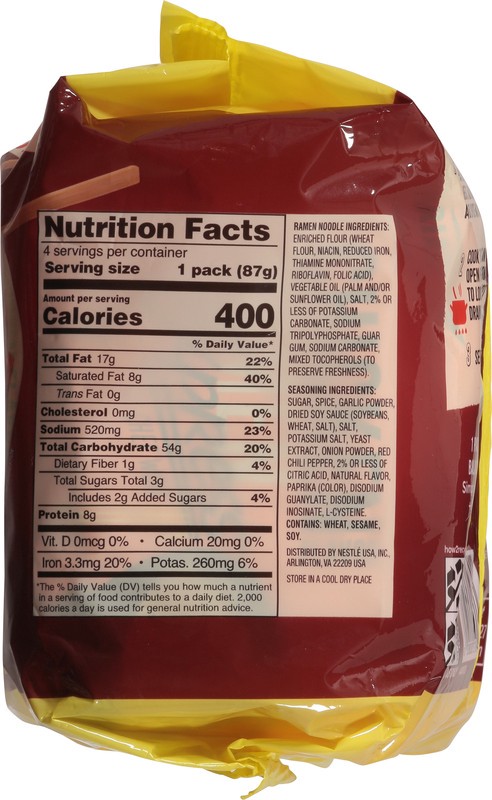 Nutrition Facts
4 servings per container
Serving size 1 pack (87g)
Amount per serving
Calories 400
% Daily Value*
Total Fat 17g 22%
Saturated Fat 8g 40%
Trans Fat 0g
Cholesterol 0mg 0%
Sodium 520mg 23%
Total Carbohydrate 54g 20%
Dietary Fiber 1g 4%
Total Sugars Total 3g
Includes 2g Added Sugars 4%
Protein 8g
Vit. D 0mcg 0% • Calcium 20mg 0%
Iron 3.3mg 20% • Potas. 260mg 6%
*The % Daily Value (DV) tells you how much a nutrient
in a serving of food contributes to a daily diet. 2,000
calories a day is used for general nutrition advice.
RAMEN NOODLE INGREDIENTS:
ENRICHED FLOUR (WHEAT
FLOUR, NIACIN, REDUCED IRON,
THIAMINE MONONITRATE,
RIBOFLAVIN, FOLIC ACID),
VEGETABLE OIL (PALM AND/OR
SUNFLOWER OIL), SALT, 2% OR
LESS OF POTASSIUM
CARBONATE, SODIUM
TRIPOLYPHOSPHATE, GUAR
GUM, SODIUM CARBONATE,
MIXED TOCOPHEROLS (TO
PRESERVE FRESHNESS).
SEASONING INGREDIENTS:
SUGAR, SPICE, GARLIC POWDER,
DRIED SOY SAUCE (SOYBEANS,
WHEAT, SALT), SALT,
POTASSIUM SALT, YEAST
EXTRACT, ONION POWDER, RED
CHILI PEPPER, 2% OR LESS OF
CITRIC ACID, NATURAL FLAVOR,
PAPRIKA (COLOR), DISODIUM
GUANYLATE, DISODIUM
INOSINATE, L-CYSTEINE.
CONTAINS: WHEAT, SESAME,
SOY.
DISTRIBUTED BY NESTLÉ USA, INC,
ARLINGTON, VA 22209 USA
STORE IN A COOL DRY PLACE
COOK
OPEN
TO
DRAI
3 SE
how2re